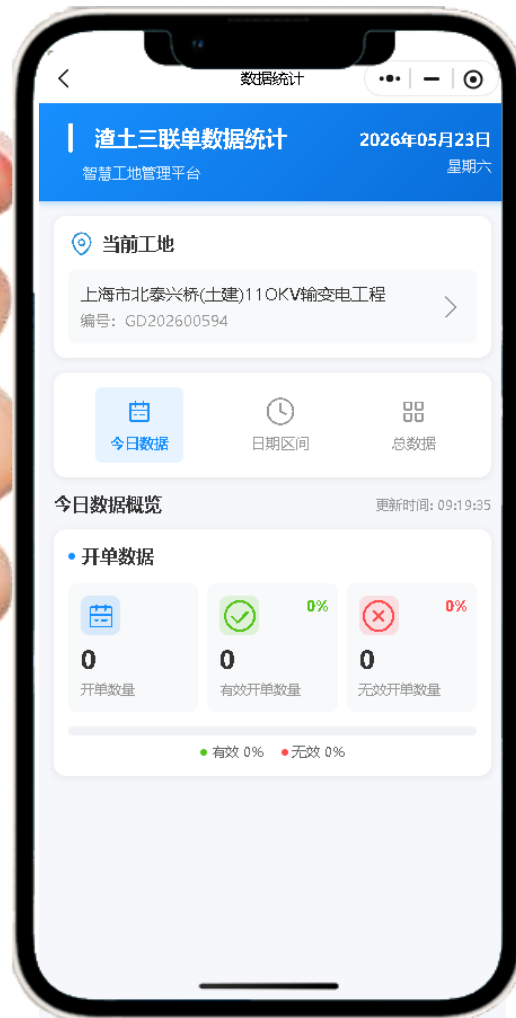 数据统计
渣土三联单数据统计
2026年05月23日
智慧工地管理平台
星期六
当前工地
上海市北泰兴桥(土建)110KV输变电工程
编号: GD202600594
今日数据
日期区间
总数据
今日数据概览
更新时间: 09:19:35
开单数据
0%
0%
0
0
0
开单数量
有效开单数量
无效开单数量
有效 0%
无效 0%